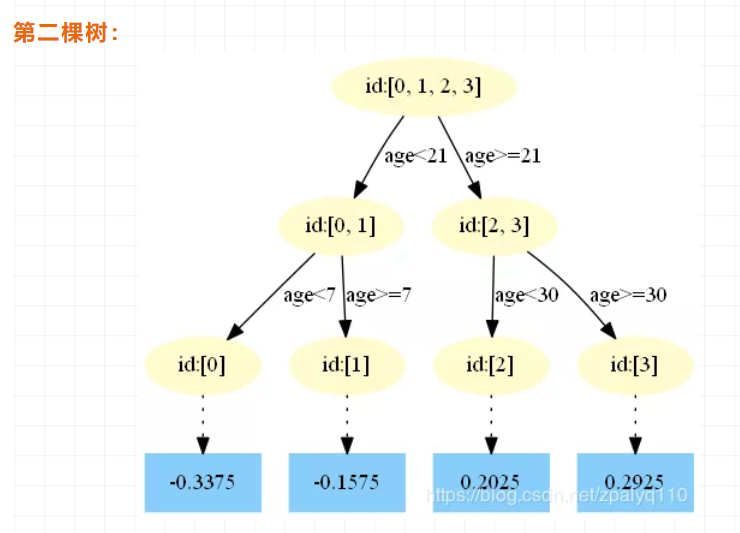 第二棵树：
id:[0, 1, 2, 3]
age<21 age>=21
id:[0, 1] id:[2, 3]
age<7 age>=7 age<30 age>=30
id:[0] id:[1] id:[2] id:[3]
-0.3375 -0.1575 0.2025 0.2925
https://blog.csdn.net/zpalyq110